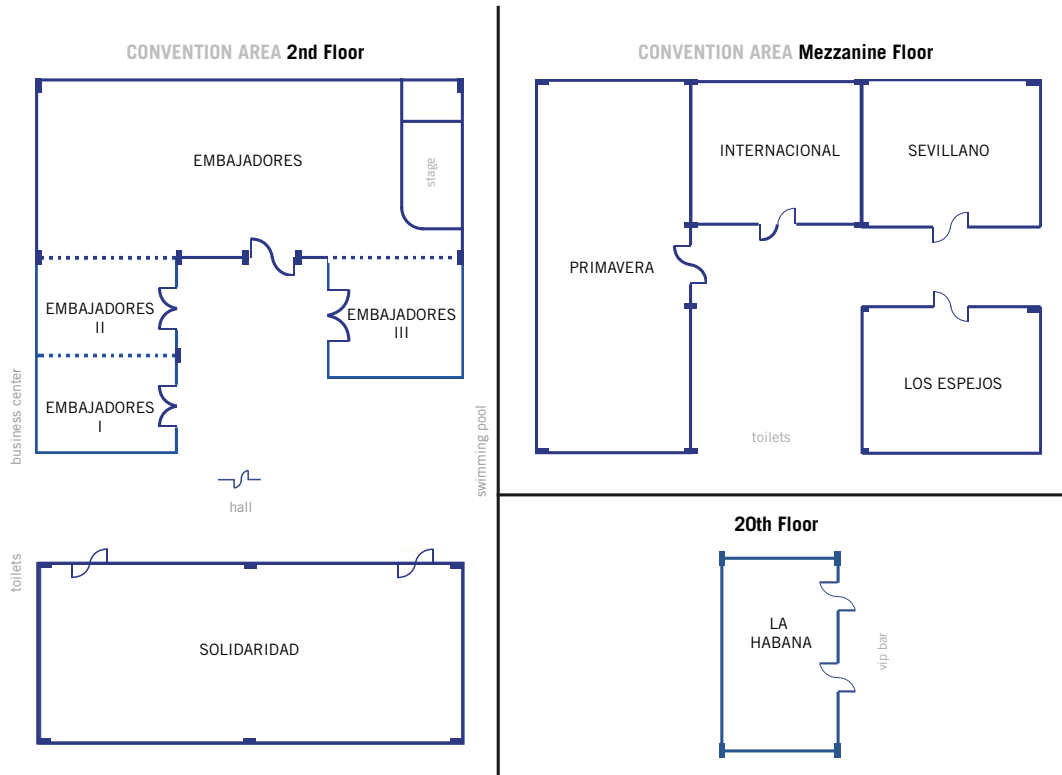 CONVENTION AREA 2nd Floor
EMBAJADORES
stage
EMBAJADORES
II
EMBAJADORES
III
EMBAJADORES
I
business center
swimming pool
hall
toilets
SOLIDARIDAD
CONVENTION AREA Mezzanine Floor
INTERNACIONAL
SEVILLANO
PRIMAVERA
LOS ESPEJOS
toilets
20th Floor
LA
HABANA
vip bar